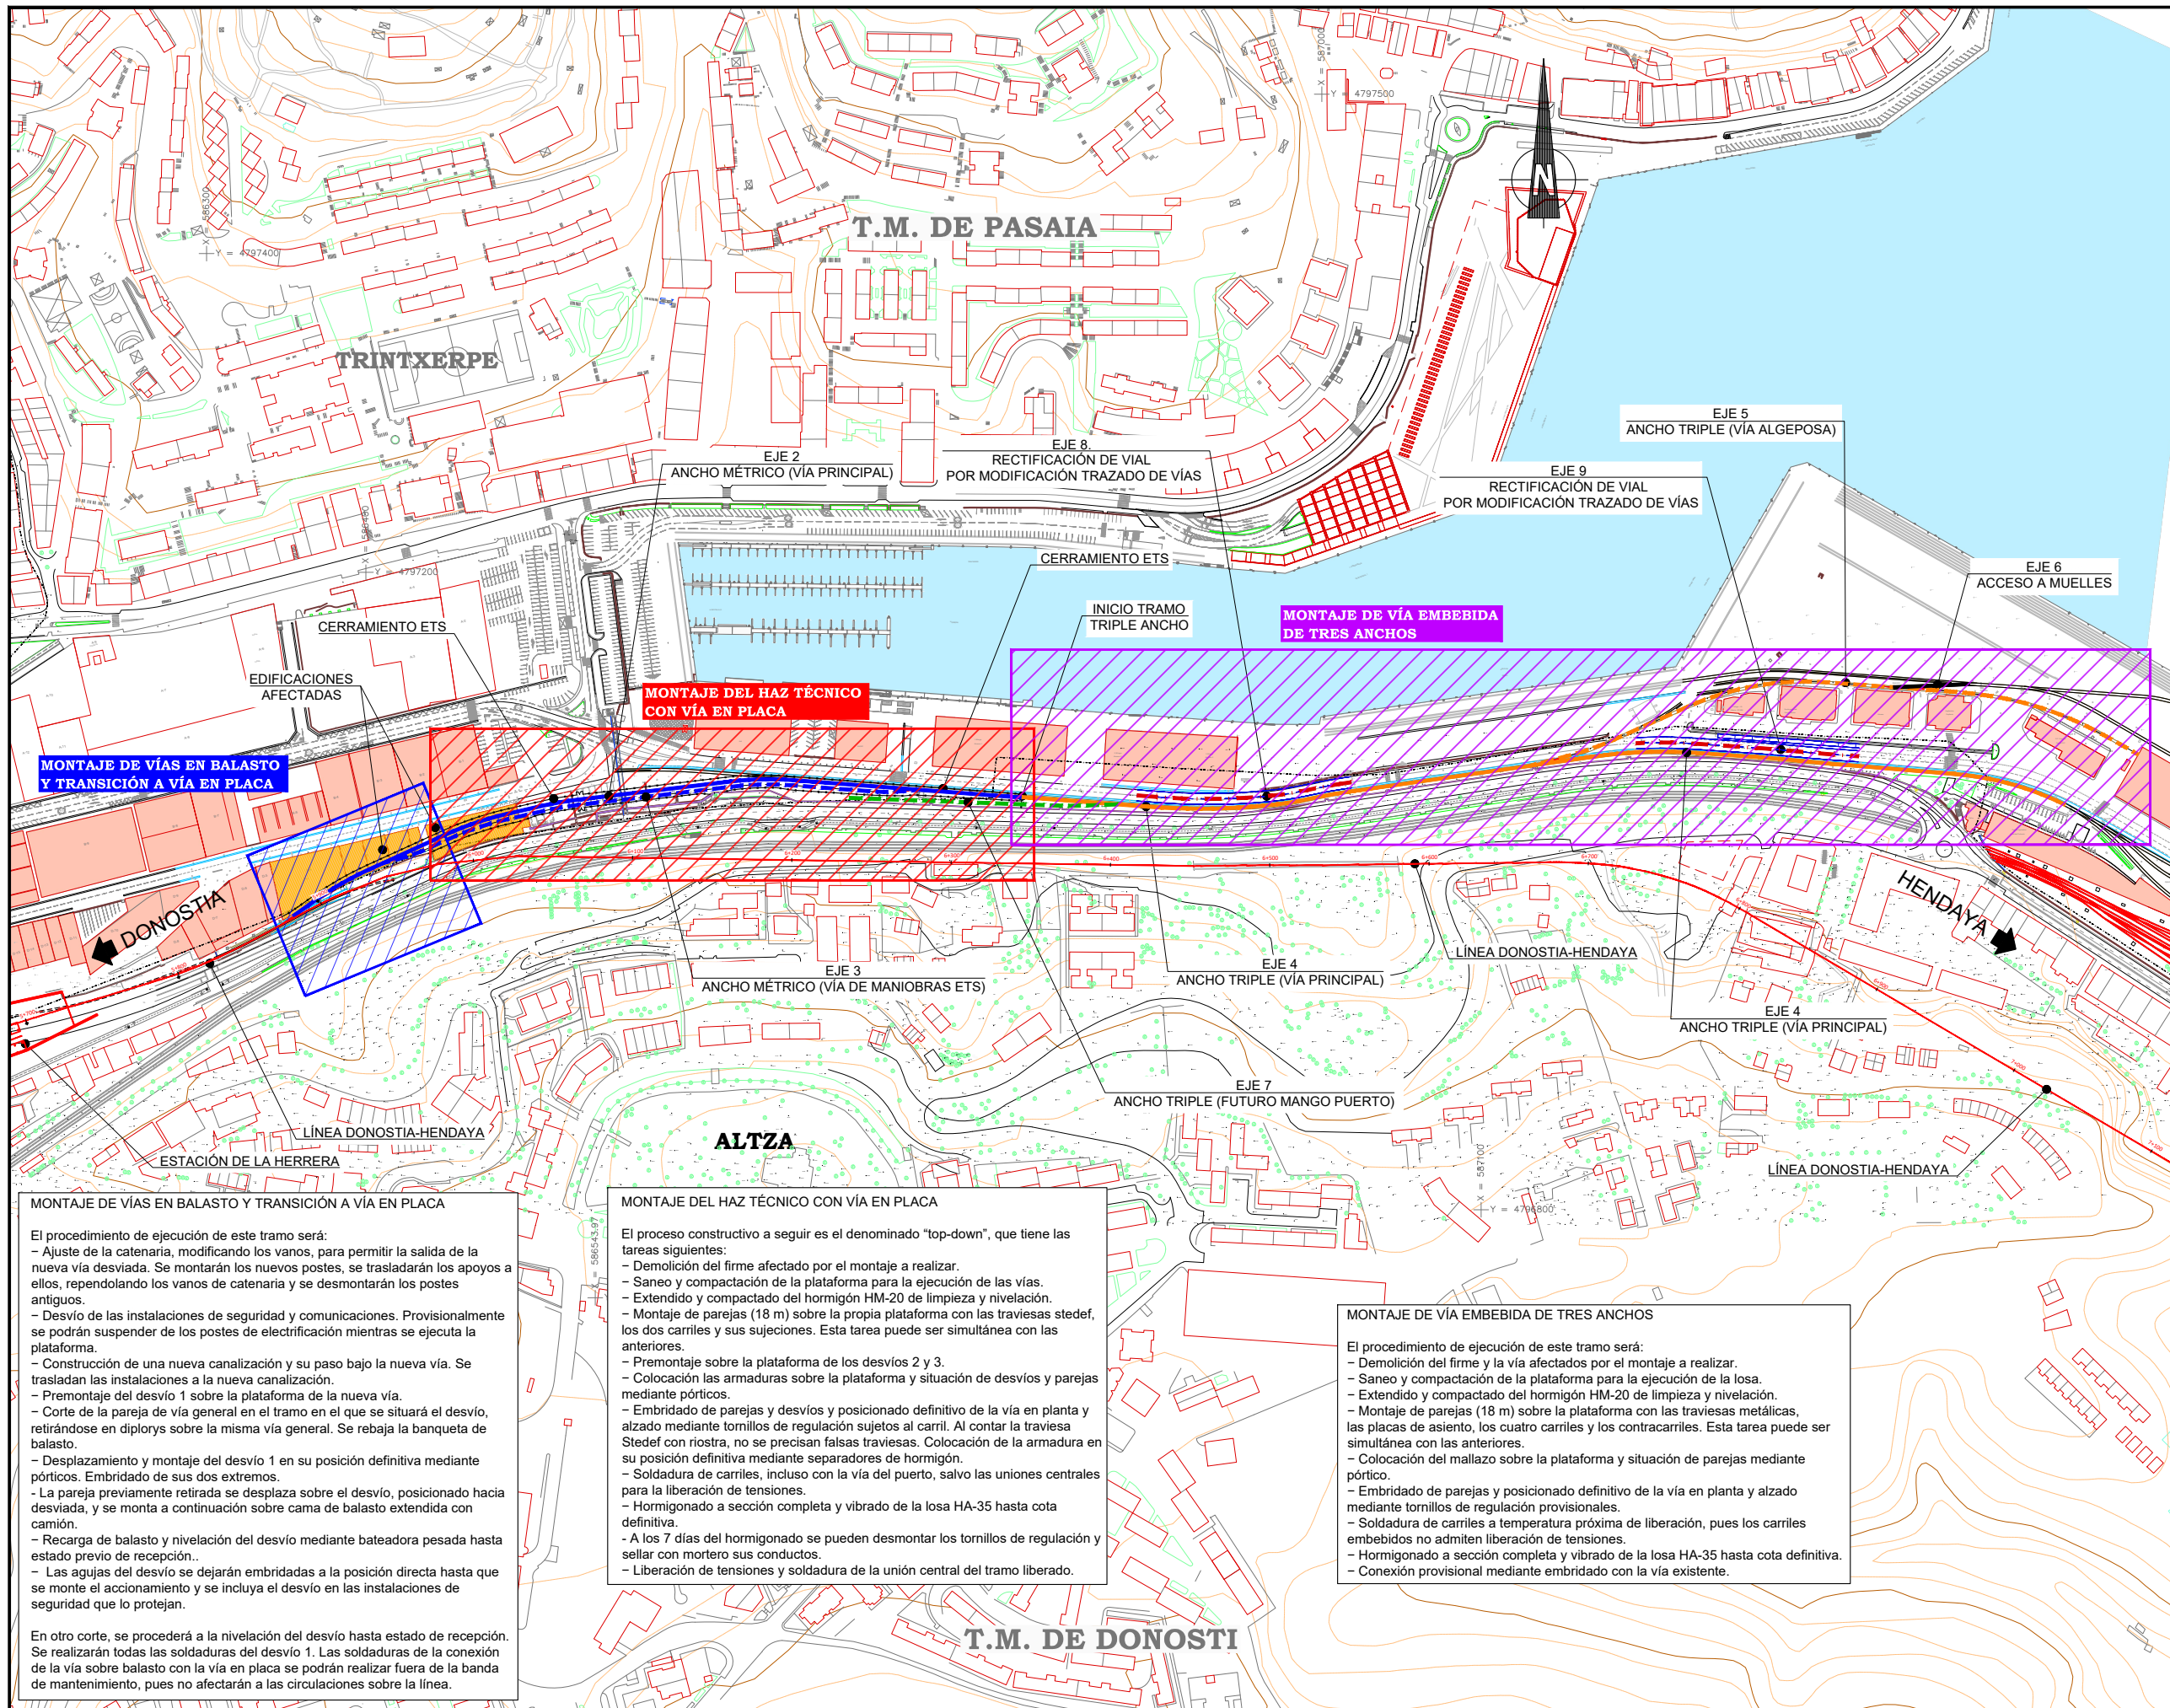 X = 587000
Y = 4797500
X = 586300
Y = 4797400
T.M. DE PASAIA
TRINTXERPE
EJE 5
ANCHO TRIPLE (VÍA ALGEPOSA)
EJE 2
ANCHO MÉTRICO (VÍA PRINCIPAL)
EJE 8.
RECTIFICACIÓN DE VIAL
POR MODIFICACIÓN TRAZADO DE VÍAS
EJE 9
RECTIFICACIÓN DE VIAL
POR MODIFICACIÓN TRAZADO DE VÍAS
N
Y = 4797200
CERRAMIENTO ETS
EJE 6
ACCESO A MUELLES
INICIO TRAMO
TRIPLE ANCHO
MONTAJE DE VÍA EMBEBIDA
DE TRES ANCHOS
CERRAMIENTO ETS
EDIFICACIONES
AFECTADAS
MONTAJE DEL HAZ TÉCNICO
CON VÍA EN PLACA
MONTAJE DE VÍAS EN BALASTO
Y TRANSICIÓN A VÍA EN PLACA
DONOSTIA
HENDAYA
LÍNEA DONOSTIA-HENDAYA
EJE 3
ANCHO MÉTRICO (VÍA DE MANIOBRAS ETS)
EJE 4
ANCHO TRIPLE (VÍA PRINCIPAL)
EJE 4
ANCHO TRIPLE (VÍA PRINCIPAL)
EJE 7
ANCHO TRIPLE (FUTURO MANGO PUERTO)
LÍNEA DONOSTIA-HENDAYA
ESTACIÓN DE LA HERRERA
ALTZA
LÍNEA DONOSTIA-HENDAYA
X = 587100
Y = 4796800
X = 586543.97
MONTAJE DE VÍAS EN BALASTO Y TRANSICIÓN A VÍA EN PLACA
El procedimiento de ejecución de este tramo será:
− Ajuste de la catenaria, modificando los vanos, para permitir la salida de la
nueva vía desviada. Se montarán los nuevos postes, se trasladarán los apoyos a
ellos, rependolando los vanos de catenaria y se desmontarán los postes
antiguos.
− Desvío de las instalaciones de seguridad y comunicaciones. Provisionalmente
se podrán suspender de los postes de electrificación mientras se ejecuta la
plataforma.
− Construcción de una nueva canalización y su paso bajo la nueva vía. Se
trasladan las instalaciones a la nueva canalización.
− Premontaje del desvío 1 sobre la plataforma de la nueva vía.
− Corte de la pareja de vía general en el tramo en el que se situará el desvío,
retirándose en diplorys sobre la misma vía general. Se rebaja la banqueta de
balasto.
− Desplazamiento y montaje del desvío 1 en su posición definitiva mediante
pórticos. Embridado de sus dos extremos.
- La pareja previamente retirada se desplaza sobre el desvío, posicionado hacia
desviada, y se monta a continuación sobre cama de balasto extendida con
camión.
− Recarga de balasto y nivelación del desvío mediante bateadora pesada hasta
estado previo de recepción..
− Las agujas del desvío se dejarán embridadas a la posición directa hasta que
se monte el accionamiento y se incluya el desvío en las instalaciones de
seguridad que lo protejan.
En otro corte, se procederá a la nivelación del desvío hasta estado de recepción.
Se realizarán todas las soldaduras del desvío 1. Las soldaduras de la conexión
de la vía sobre balasto con la vía en placa se podrán realizar fuera de la banda
de mantenimiento, pues no afectarán a las circulaciones sobre la línea.
MONTAJE DEL HAZ TÉCNICO CON VÍA EN PLACA
El proceso constructivo a seguir es el denominado “top-down”, que tiene las
tareas siguientes:
− Demolición del firme afectado por el montaje a realizar.
− Saneo y compactación de la plataforma para la ejecución de las vías.
− Extendido y compactado del hormigón HM-20 de limpieza y nivelación.
− Montaje de parejas (18 m) sobre la propia plataforma con las traviesas stedef,
los dos carriles y sus sujeciones. Esta tarea puede ser simultánea con las
anteriores.
− Premontaje sobre la plataforma de los desvíos 2 y 3.
− Colocación las armaduras sobre la plataforma y situación de desvíos y parejas
mediante pórticos.
− Embridado de parejas y desvíos y posicionado definitivo de la vía en planta y
alzado mediante tornillos de regulación sujetos al carril. Al contar la traviesa
Stedef con riostra, no se precisan falsas traviesas. Colocación de la armadura en
su posición definitiva mediante separadores de hormigón.
− Soldadura de carriles, incluso con la vía del puerto, salvo las uniones centrales
para la liberación de tensiones.
− Hormigonado a sección completa y vibrado de la losa HA-35 hasta cota
definitiva.
- A los 7 días del hormigonado se pueden desmontar los tornillos de regulación y
sellar con mortero sus conductos.
− Liberación de tensiones y soldadura de la unión central del tramo liberado.
MONTAJE DE VÍA EMBEBIDA DE TRES ANCHOS
El procedimiento de ejecución de este tramo será:
− Demolición del firme y la vía afectados por el montaje a realizar.
− Saneo y compactación de la plataforma para la ejecución de la losa.
− Extendido y compactado del hormigón HM-20 de limpieza y nivelación.
− Montaje de parejas (18 m) sobre la plataforma con las traviesas metálicas,
las placas de asiento, los cuatro carriles y los contracarriles. Esta tarea puede ser
simultánea con las anteriores.
− Colocación del mallazo sobre la plataforma y situación de parejas mediante
pórtico.
− Embridado de parejas y posicionado definitivo de la vía en planta y alzado
mediante tornillos de regulación provisionales.
− Soldadura de carriles a temperatura próxima de liberación, pues los carriles
embebidos no admiten liberación de tensiones.
− Hormigonado a sección completa y vibrado de la losa HA-35 hasta cota definitiva.
− Conexión provisional mediante embridado con la vía existente.
T.M. DE DONOSTI